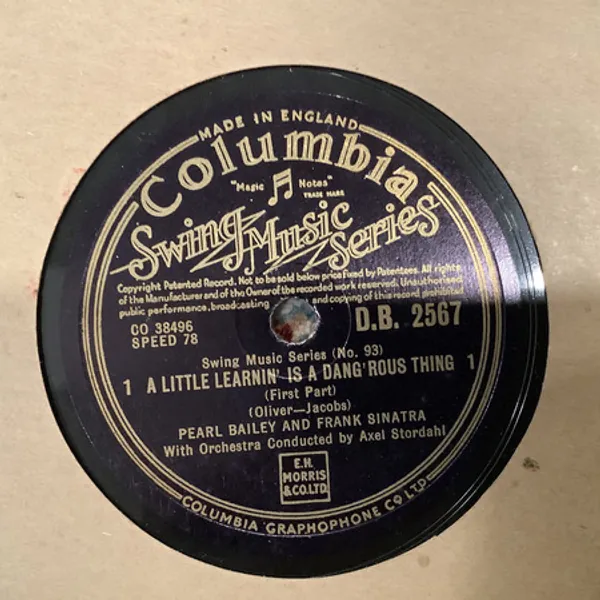 MADE IN ENGLAND
Columbia
"Magic Notes"
TRADE MARK
Swing Music Series
Copyright Patented Record. Not to be sold below price fixed by Patentees. All rights
of the Manufacturer and of the Owner of the recorded work reserved. Unauthorised
public performance, broadcasting and copying of this record prohibited
CO 38496
SPEED 78
D.B. 2567
Swing Music Series (No. 93)
1 A LITTLE LEARNIN' IS A DANG'ROUS THING 1
(First Part)
(Oliver—Jacobs)
PEARL BAILEY AND FRANK SINATRA
With Orchestra Conducted by Axel Stordahl
E.H.
MORRIS
& CO. LTD.
COLUMBIA GRAPHOPHONE CO LTD